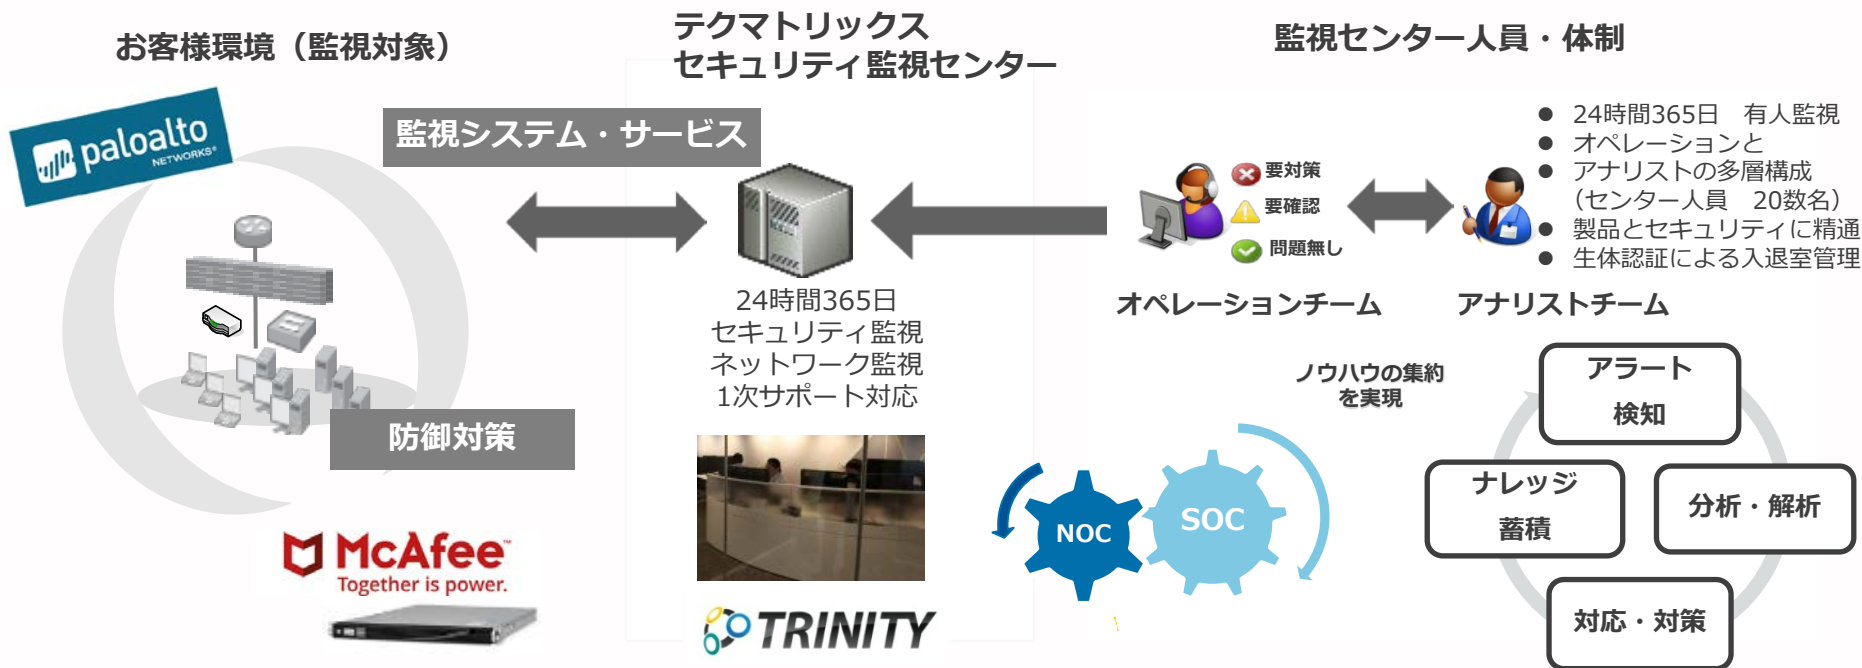 お客様環境（監視対象）
テクマトリックス
セキュリティ監視センター
監視センター人員・体制
paloalto
NETWORKS®
監視システム・サービス
防御対策
McAfee™
Together is power.
24時間365日
セキュリティ監視
ネットワーク監視
1次サポート対応
TRINITY
要対策
要確認
問題無し
オペレーションチーム
アナリストチーム
● 24時間365日　有人監視
● オペレーションと
● アナリストの多層構成
（センター人員　20数名）
● 製品とセキュリティに精通
● 生体認証による入退室管理
ノウハウの集約
を実現
NOC
SOC
アラート
検知
分析・解析
対応・対策
ナレッジ
蓄積